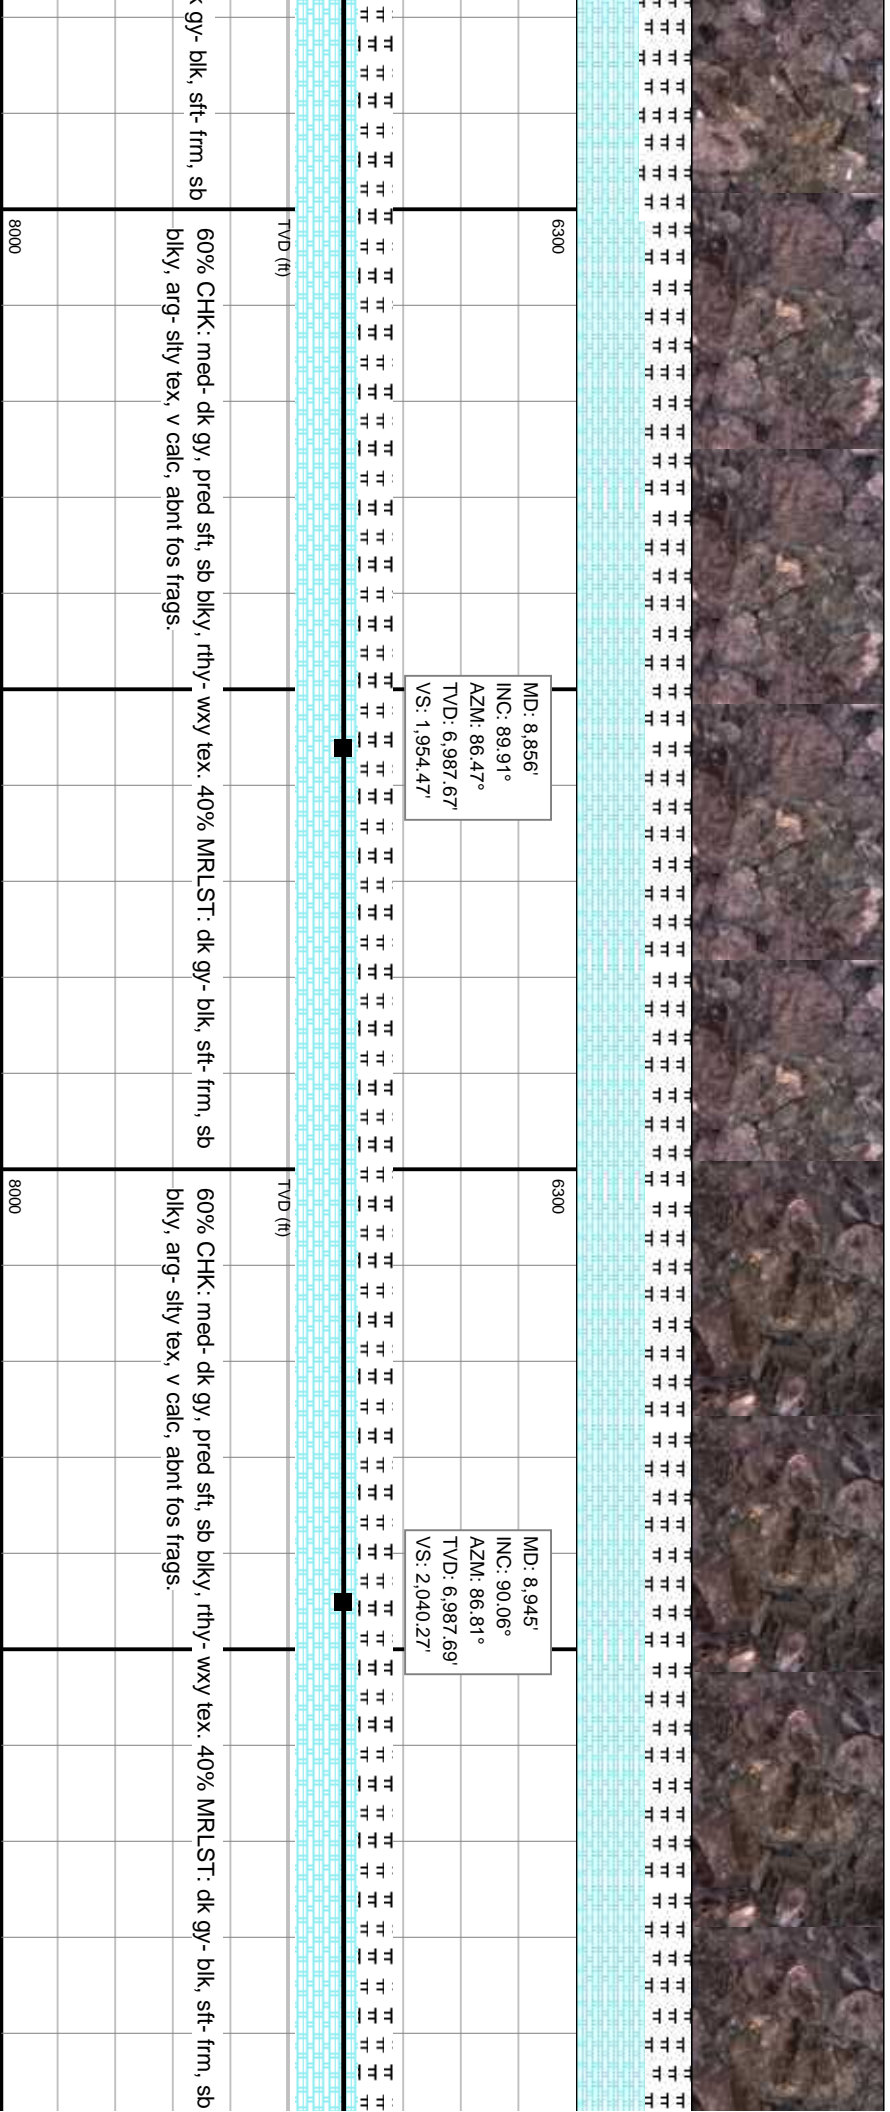 k gy- blk, sft- frm, sb
6300
TVD (ft)
8000
60% CHK: med- dk gy, pred sft, sb blky, rthy- wxy tex. 40% MRLST: dk gy- blk, sft- frm, sb
blky, arg- slty tex, v calc, abnt fos frags.
MD: 8,856'
INC: 89.91°
AZM: 86.47°
TVD: 6,987.67'
VS: 1,954.47'
6300
TVD (ft)
8000
60% CHK: med- dk gy, pred sft, sb blky, rthy- wxy tex. 40% MRLST: dk gy- blk, sft- frm, sb
blky, arg- slty tex, v calc, abnt fos frags.
MD: 8,945'
INC: 90.06°
AZM: 86.81°
TVD: 6,987.69'
VS: 2,040.27'